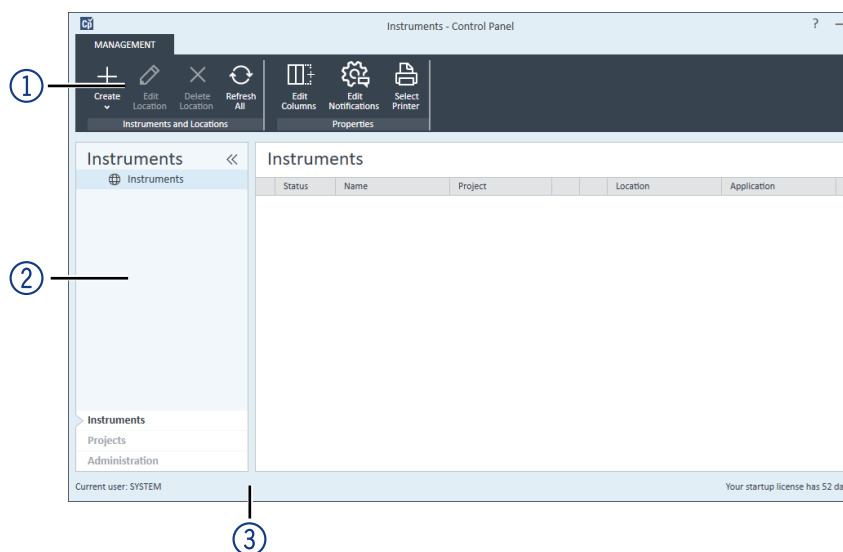 Cp
Instruments - Control Panel
?
MANAGEMENT
1
Create
Edit Location
Delete Location
Refresh All
Edit Columns
Edit Notifications
Select Printer
Instruments and Locations
Properties
Instruments
Instruments
Instruments
Status Name Project Location Application
2
Instruments
Projects
Administration
Current user: SYSTEM
Your startup license has 52 da
3